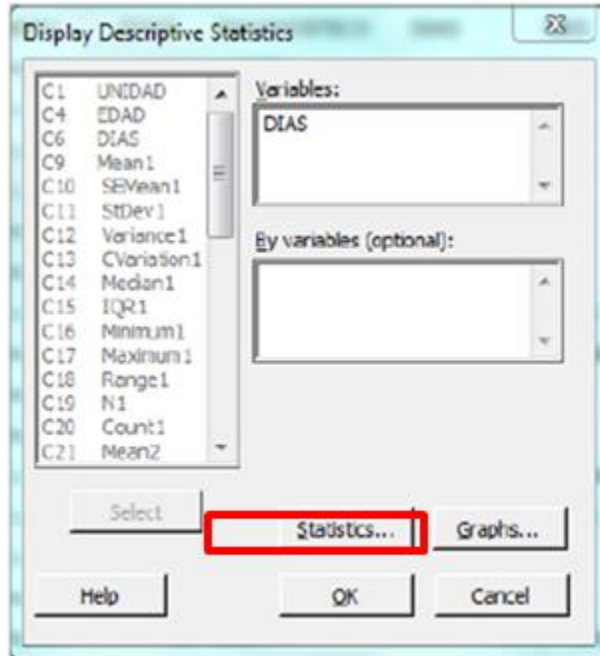 Display Descriptive Statistics
C1 UNIDAD
C4 EDAD
C6 DIAS
C9 Mean1
C10 SEMean1
C11 StDev1
C12 Variance1
C13 CVariation1
C14 Median1
C15 IQR1
C16 Minimum1
C17 Maximum1
C18 Range1
C19 N1
C20 Count1
C21 Mean2
Variables:
DIAS
By variables (optional):
Select
Statistics...
Graphs...
Help
OK
Cancel